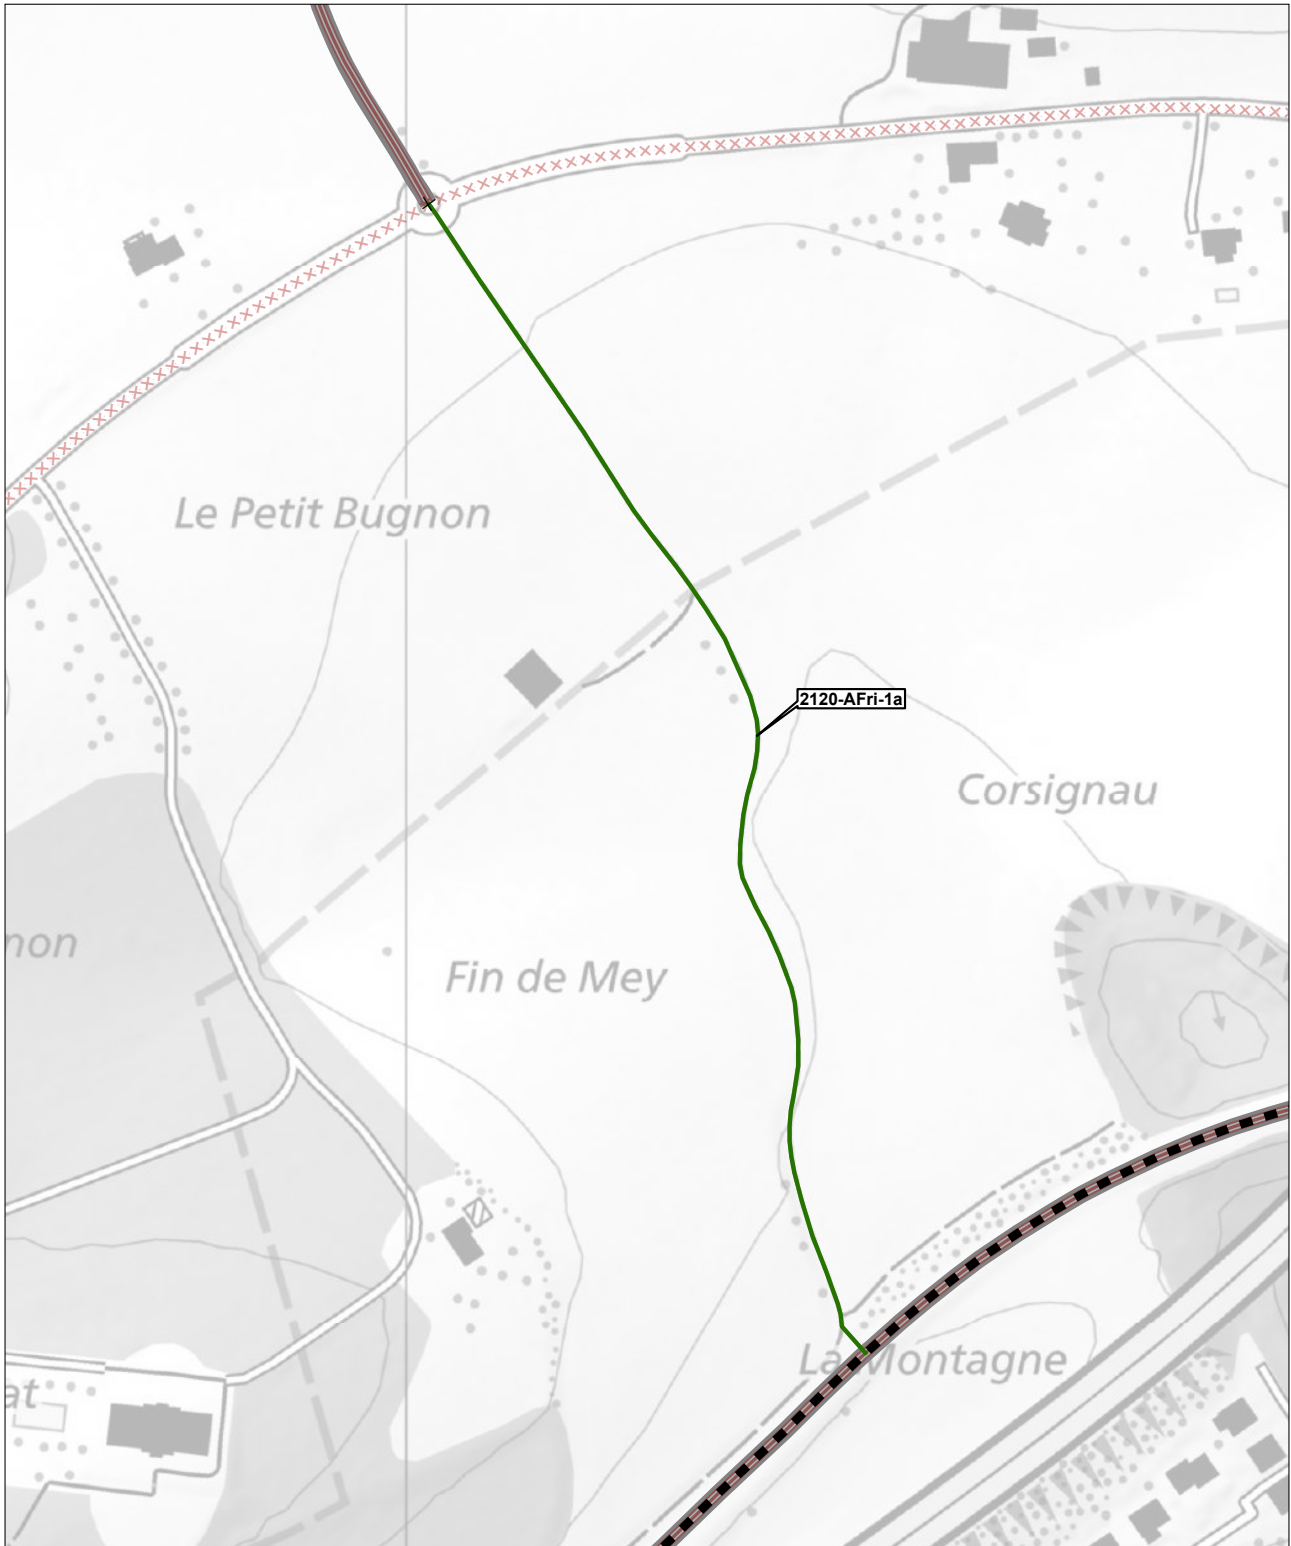 Le Petit Bugnon
2120-AFri-1a
Corsignau
non
Fin de Mey
La Montagne
at